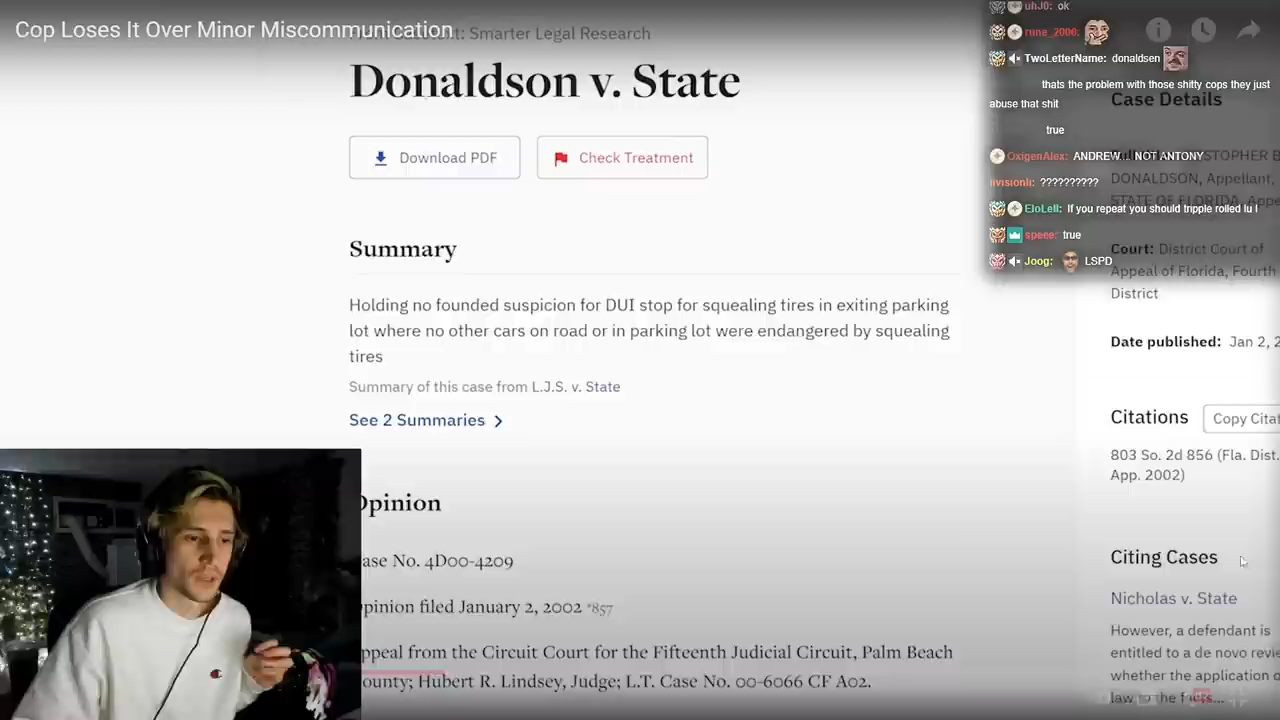 Cop Loses It Over Minor Miscommunication
: Smarter Legal Research
Donaldson v. State
Download PDF
Check Treatment
Summary
Holding no founded suspicion for DUI stop for squealing tires in exiting parking
lot where no other cars on road or in parking lot were endangered by squealing
tires
Summary of this case from L.J.S. v. State
See 2 Summaries
Opinion
ase No. 4D00-4209
pinion filed January 2, 2002 *857
ppeal from the Circuit Court for the Fifteenth Judicial Circuit, Palm Beach
ounty; Hubert R. Lindsey, Judge; L.T. Case No. 00-6066 CF A02.
uhJ0: ok
rune_2000:
TwoLetterName: donaldsen
thats the problem with those shitty cops they just
abuse that shit
true
OxigenAlex: ANDREW... NOT ANTONY
ivisionli: ??????????
EloLell: If you repeat you should tripple rolled lu l
speee: true
Joog: LSPD
Case Details
STOPHER B
DONALDSON, Appellant,
STATE OF FLORIDA, Appe
Court: District Court of
Appeal of Florida, Fourth
District
Date published: Jan 2, 2
Citations
Copy Citat
803 So. 2d 856 (Fla. Dist.
App. 2002)
Citing Cases
Nicholas v. State
However, a defendant is
entitled to a de novo revie
whether the application o
law to the facts...